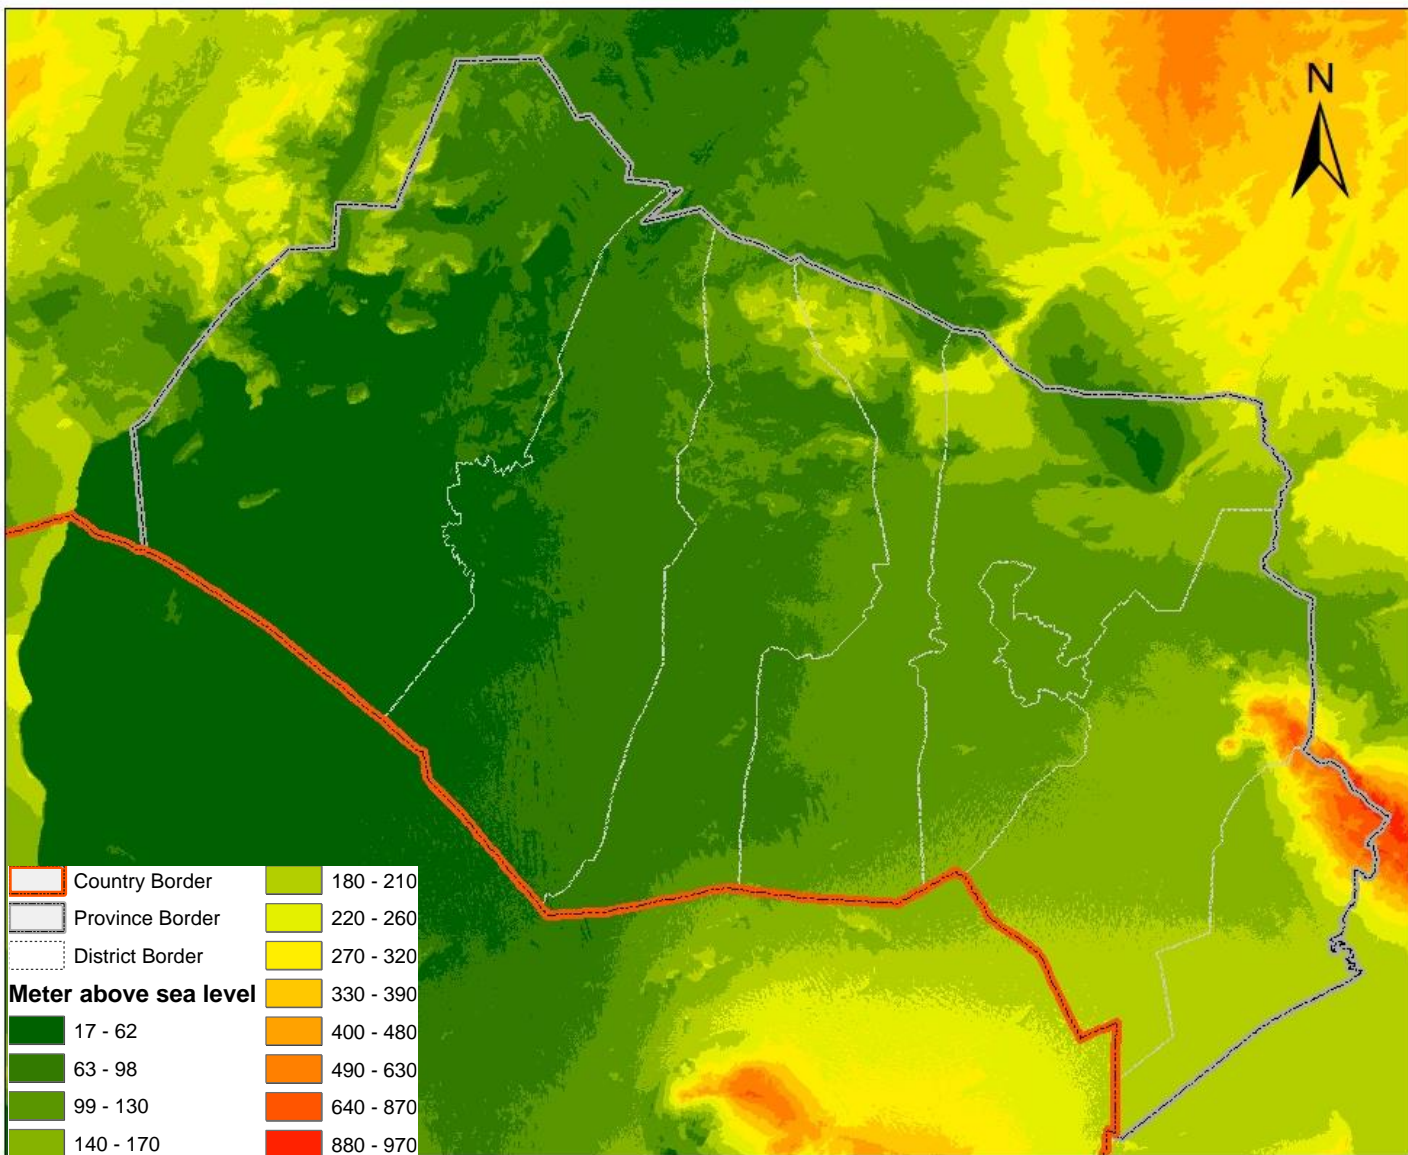 N
Country Border
Province Border
District Border
Meter above sea level
17 - 62
63 - 98
99 - 130
140 - 170
180 - 210
220 - 260
270 - 320
330 - 390
400 - 480
490 - 630
640 - 870
880 - 970